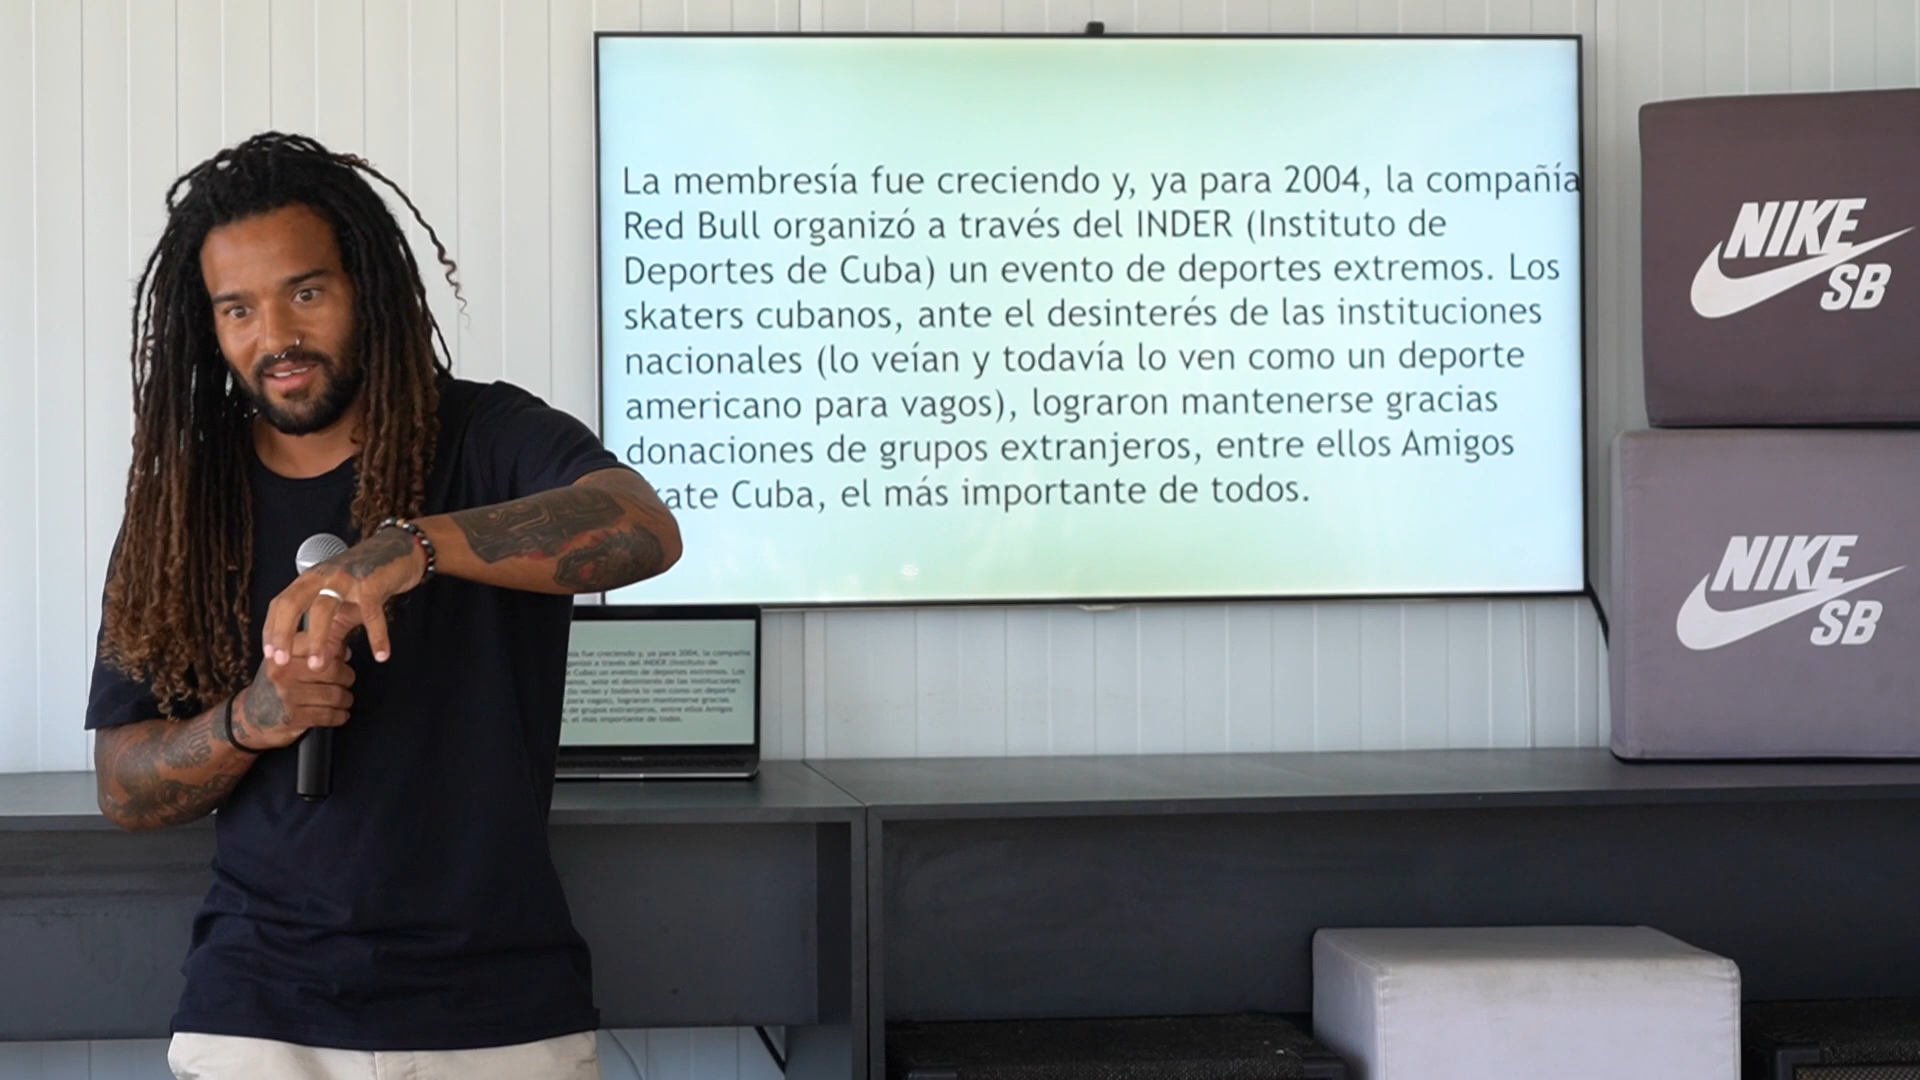 La membresía fue creciendo y, ya para 2004, la compañía
Red Bull organizó a través del INDER (Instituto de
Deportes de Cuba) un evento de deportes extremos. Los
skaters cubanos, ante el desinterés de las instituciones
nacionales (lo veían y todavía lo ven como un deporte
americano para vagos), lograron mantenerse gracias
donaciones de grupos extranjeros, entre ellos Amigos
Cuba, el más importante de todos.
NIKE
SB
NIKE
SB